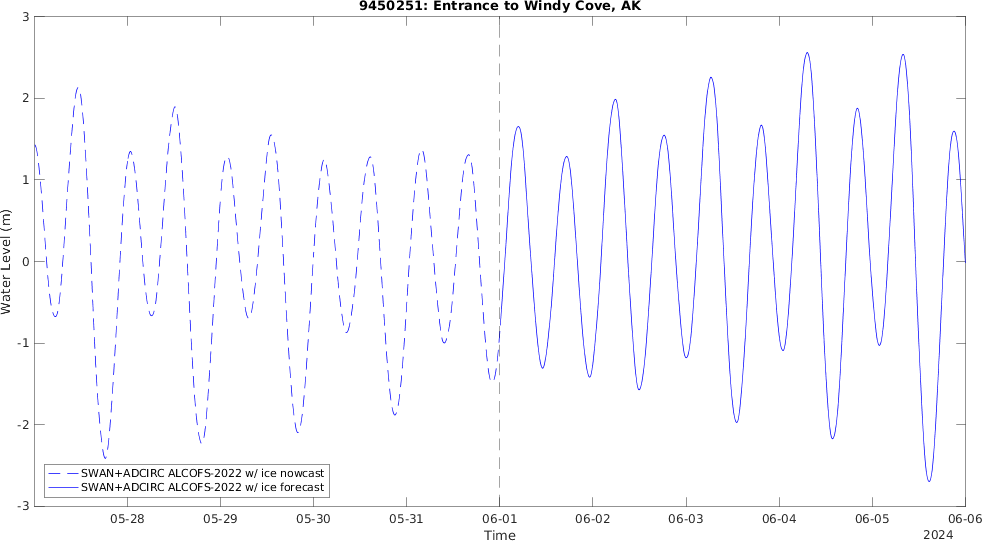 9450251: Entrance to Windy Cove, AK
3
2
1
0
-1
-2
-3
Water Level (m)
SWAN+ADCIRC ALCOFS-2022 w/ ice nowcast
SWAN+ADCIRC ALCOFS-2022 w/ ice forecast
05-28 05-29 05-30 05-31 06-01 06-02 06-03 06-04 06-05 06-06
Time
2024